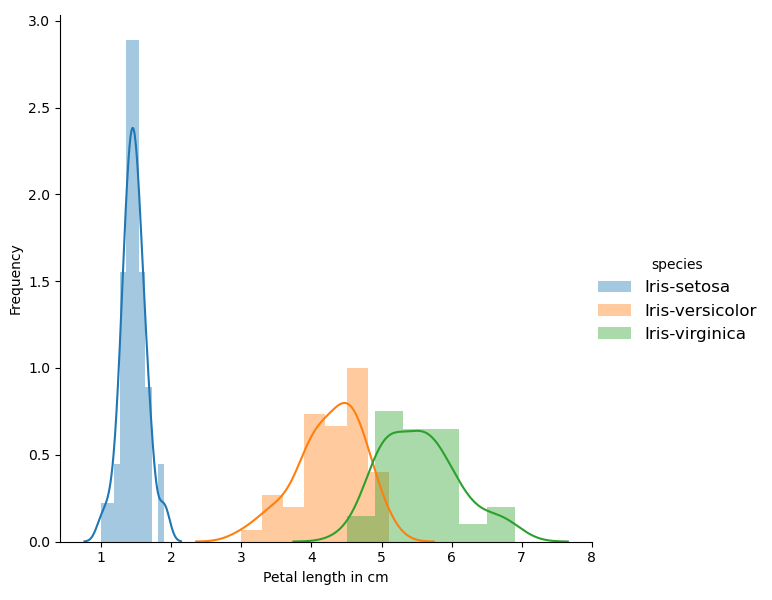 3.0
2.5
2.0
1.5
1.0
0.5
0.0
Frequency
1 2 3 4 5 6 7 8
Petal length in cm
species
Iris-setosa
Iris-versicolor
Iris-virginica